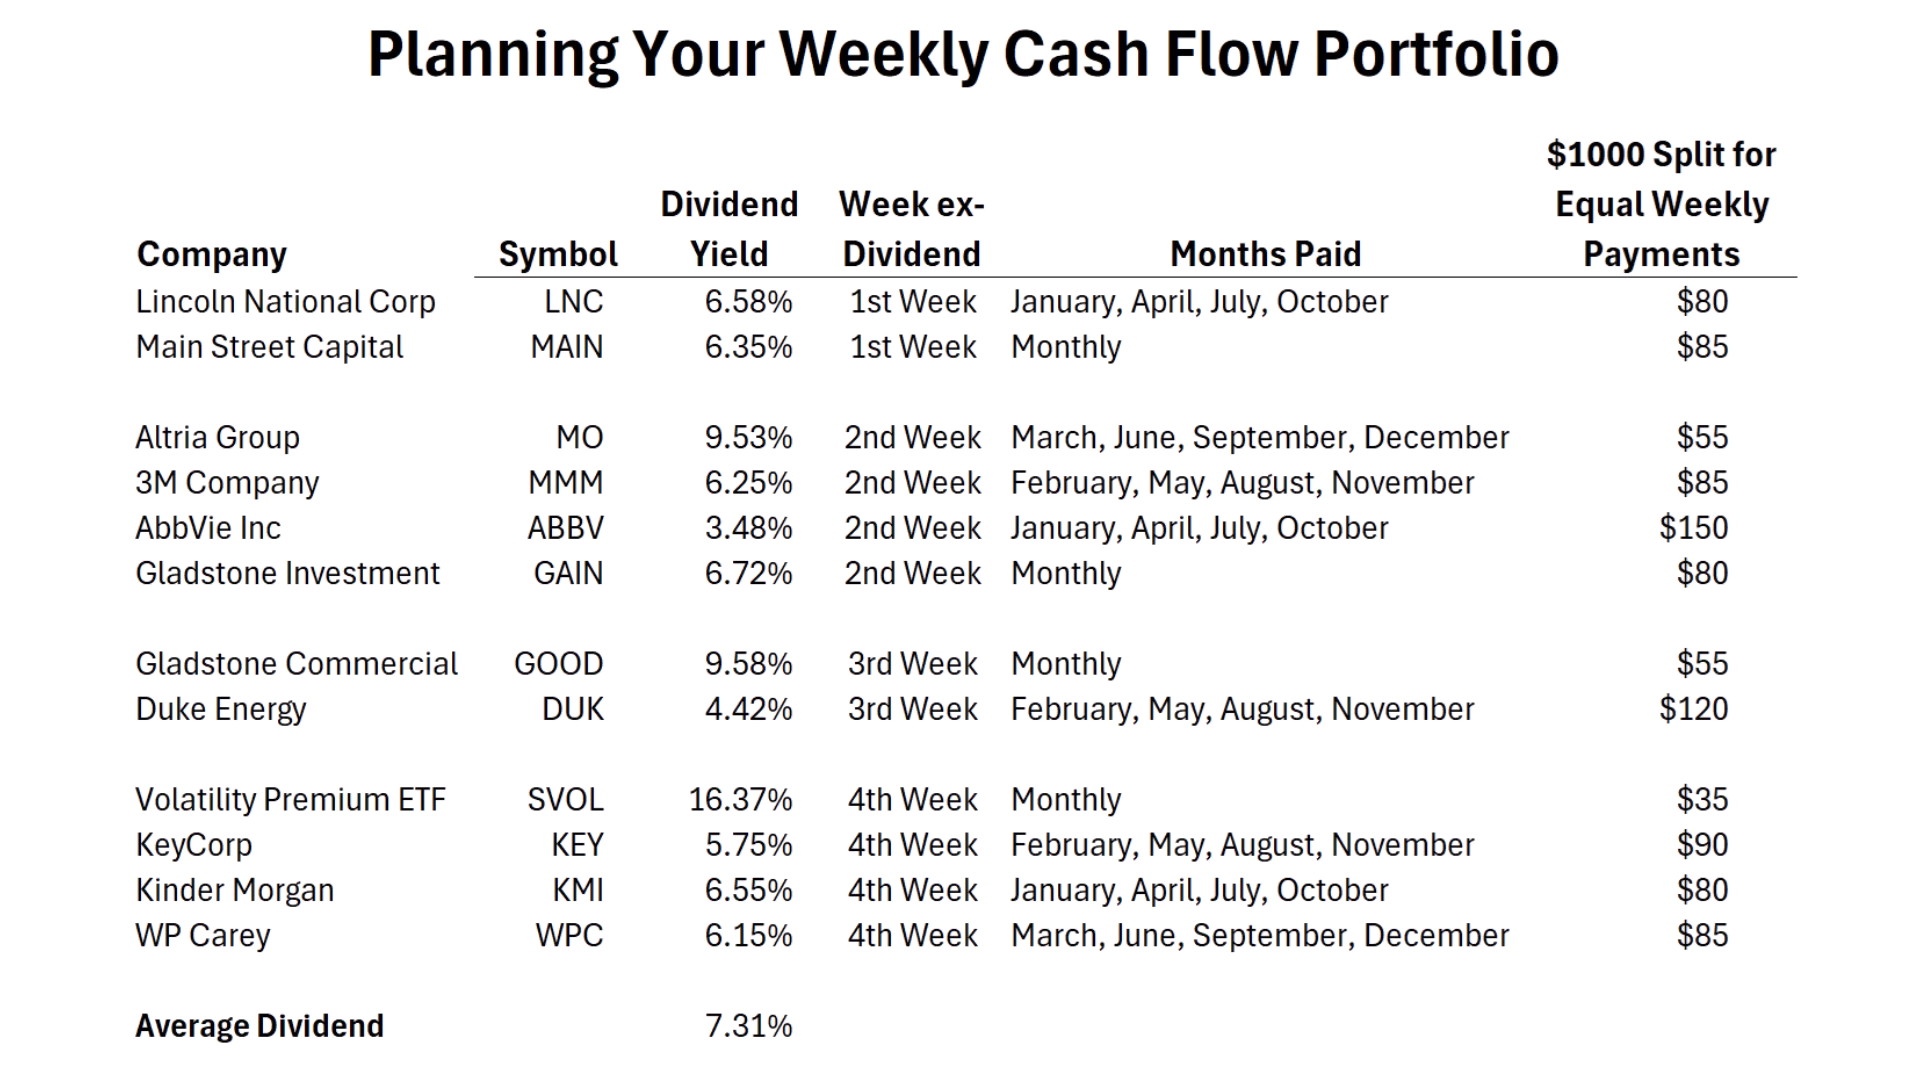 Planning Your Weekly Cash Flow Portfolio
$1000 Split for
Dividend Week ex- Equal Weekly
Company Symbol Yield Dividend Months Paid Payments
Lincoln National Corp LNC 6.58% 1st Week January, April, July, October $80
Main Street Capital MAIN 6.35% 1st Week Monthly $85
Altria Group MO 9.53% 2nd Week March, June, September, December $55
3M Company MMM 6.25% 2nd Week February, May, August, November $85
AbbVie Inc ABBV 3.48% 2nd Week January, April, July, October $150
Gladstone Investment GAIN 6.72% 2nd Week Monthly $80
Gladstone Commercial GOOD 9.58% 3rd Week Monthly $55
Duke Energy DUK 4.42% 3rd Week February, May, August, November $120
Volatility Premium ETF SVOL 16.37% 4th Week Monthly $35
KeyCorp KEY 5.75% 4th Week February, May, August, November $90
Kinder Morgan KMI 6.55% 4th Week January, April, July, October $80
WP Carey WPC 6.15% 4th Week March, June, September, December $85
Average Dividend 7.31%